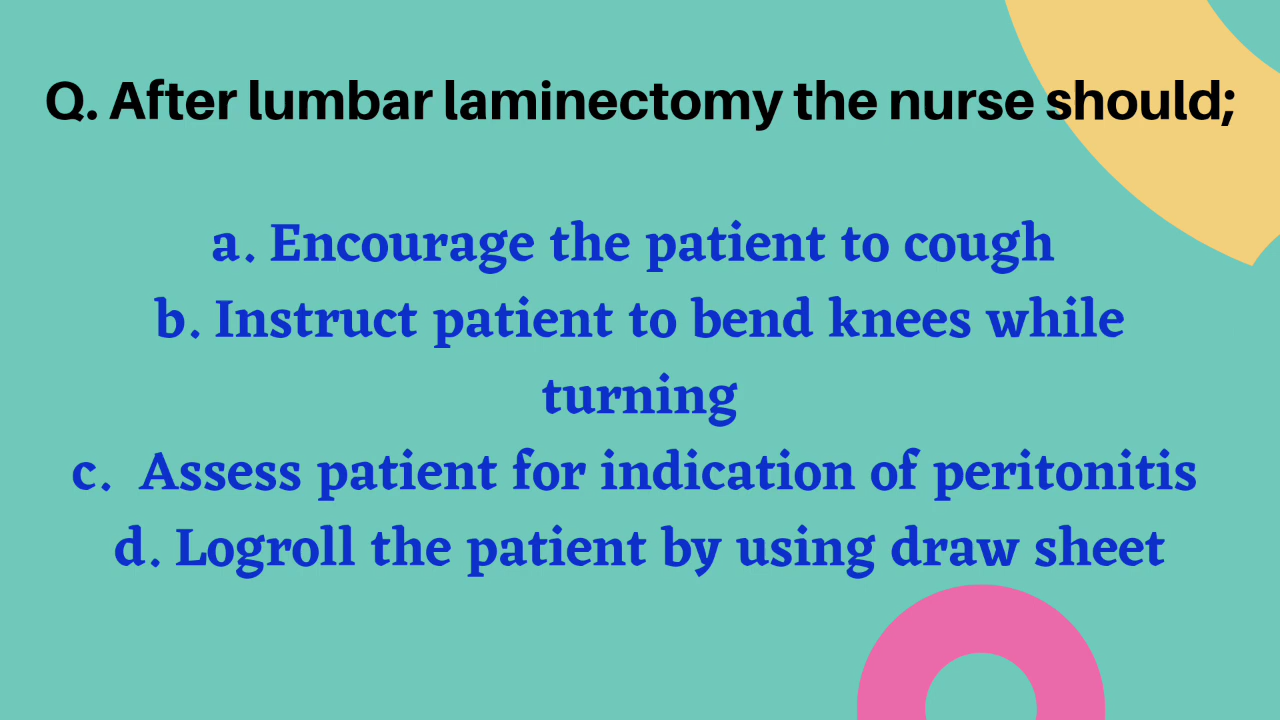 Q. After lumbar laminectomy the nurse should;
a. Encourage the patient to cough
b. Instruct patient to bend knees while
turning
c. Assess patient for indication of peritonitis
d. Logroll the patient by using draw sheet